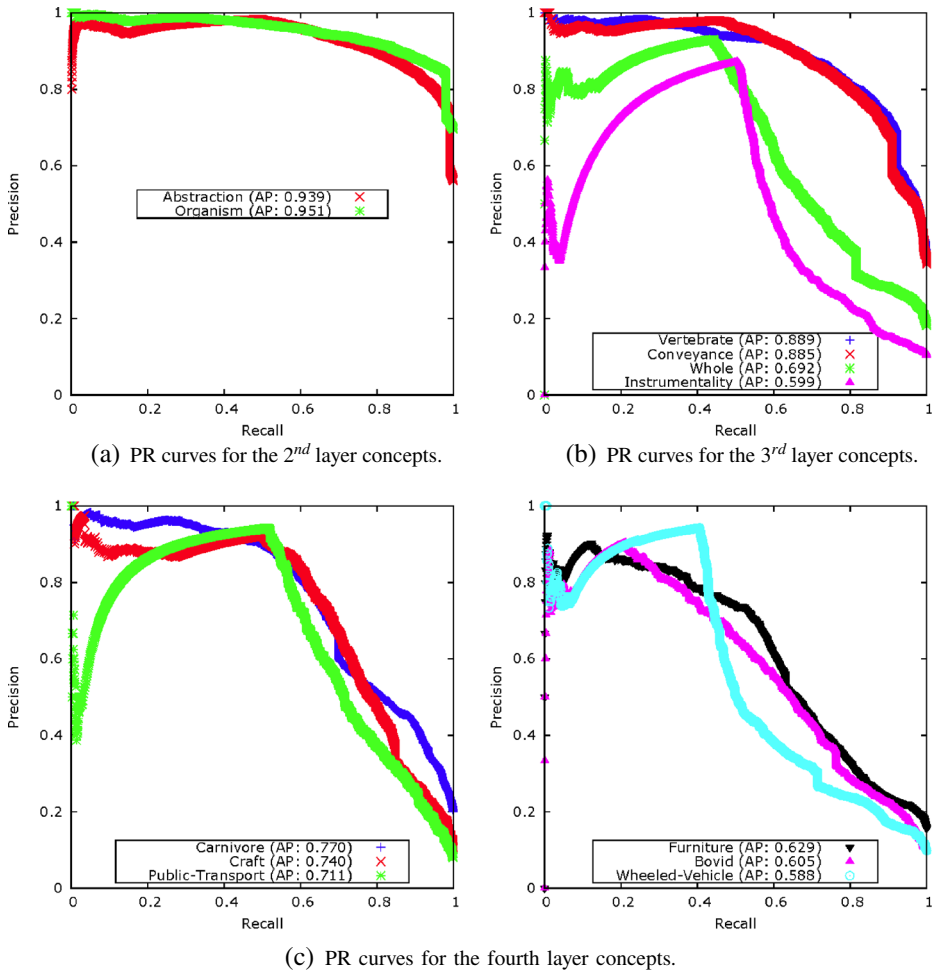 1
0.8
0.6
0.4
0.2
0
Precision
Abstraction (AP: 0.939)
Organism (AP: 0.951)
0 0.2 0.4 0.6 0.8 1
Recall
(a) PR curves for the 2nd layer concepts.
1
0.8
0.6
0.4
0.2
0
Precision
Vertebrate (AP: 0.889)
Conveyance (AP: 0.885)
Whole (AP: 0.692)
Instrumentality (AP: 0.599)
0 0.2 0.4 0.6 0.8 1
Recall
(b) PR curves for the 3rd layer concepts.
1
0.8
0.6
0.4
0.2
0
Precision
Carnivore (AP: 0.770)
Craft (AP: 0.740)
Public-Transport (AP: 0.711)
0 0.2 0.4 0.6 0.8 1
Recall
1
0.8
0.6
0.4
0.2
0
Precision
Furniture (AP: 0.629)
Bovid (AP: 0.605)
Wheeled-Vehicle (AP: 0.588)
0 0.2 0.4 0.6 0.8 1
Recall
(c) PR curves for the fourth layer concepts.